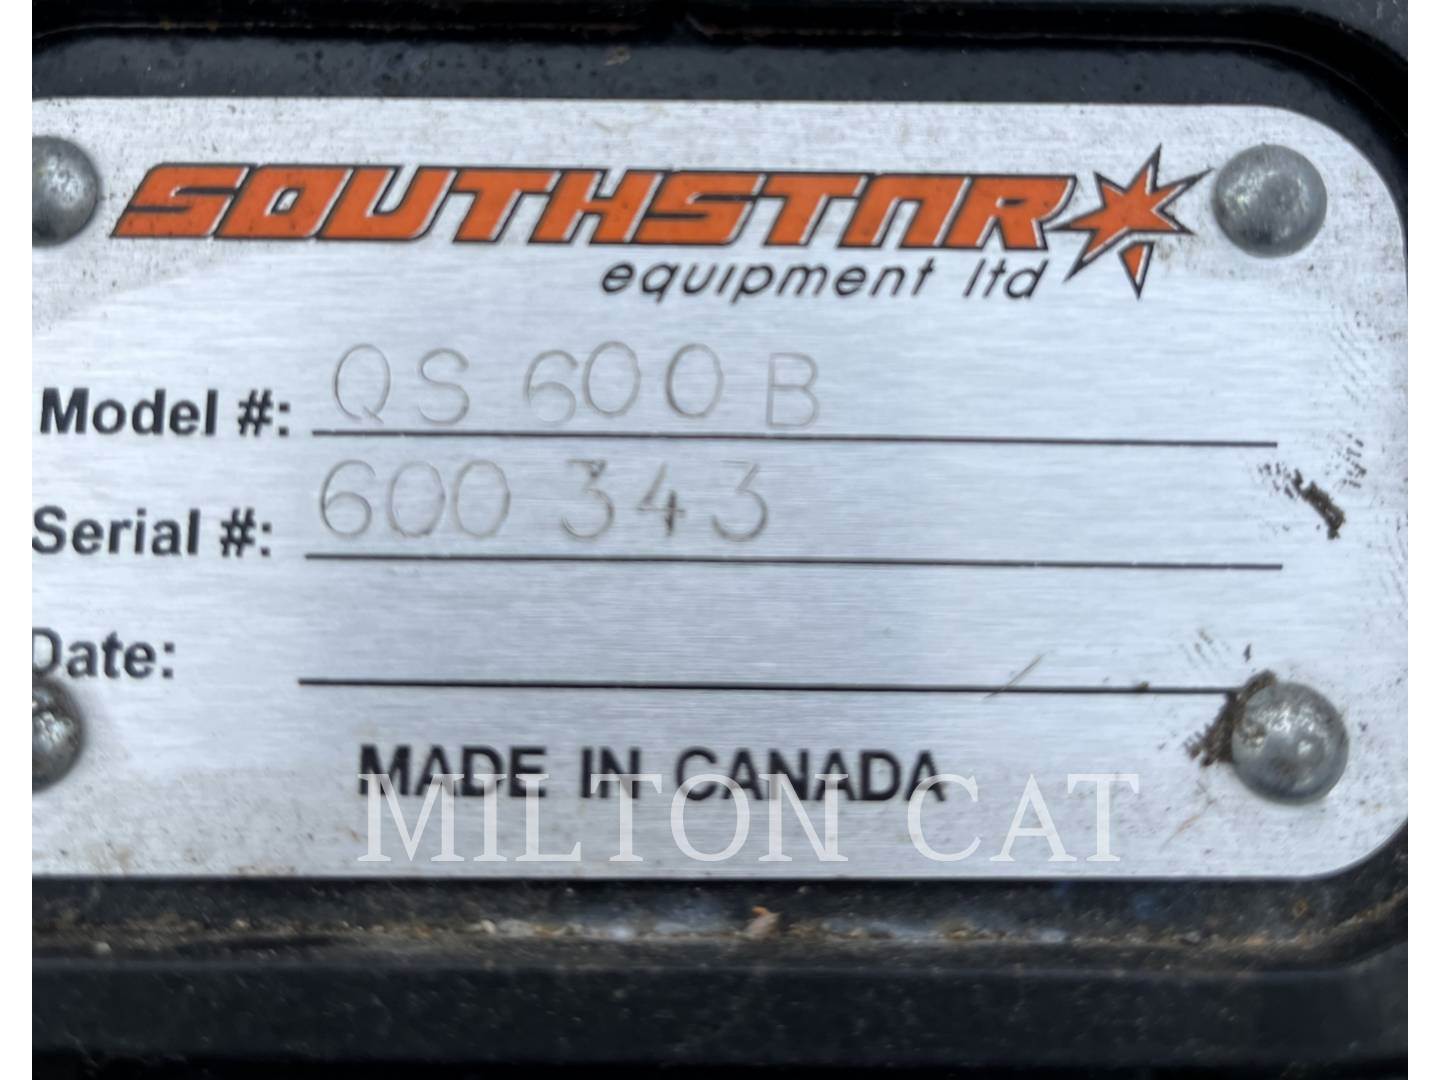 SOUTHSTAR
equipment ltd
Model #: QS 600 B
Serial #: 600 343
Date:
MADE IN CANADA
MILTON CAT